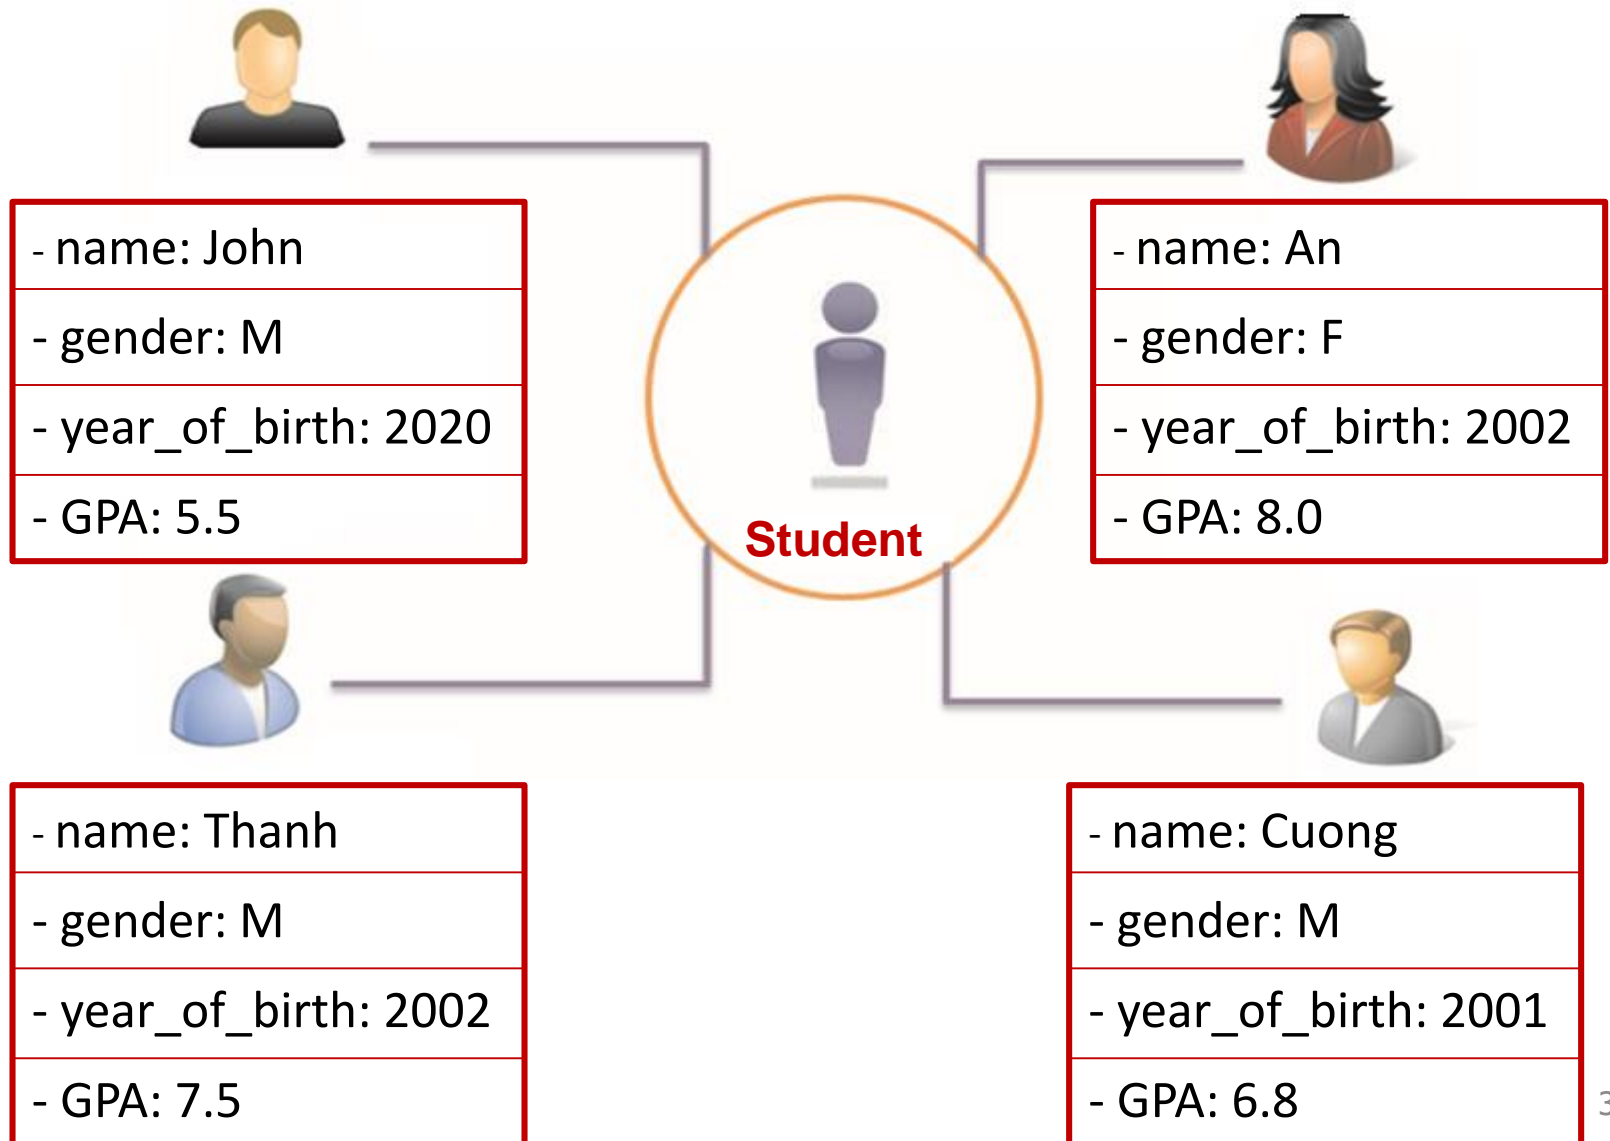 - name: John
- gender: M
- year_of_birth: 2020
- GPA: 5.5
- name: An
- gender: F
- year_of_birth: 2002
- GPA: 8.0
Student
- name: Thanh
- gender: M
- year_of_birth: 2002
- GPA: 7.5
- name: Cuong
- gender: M
- year_of_birth: 2001
- GPA: 6.8